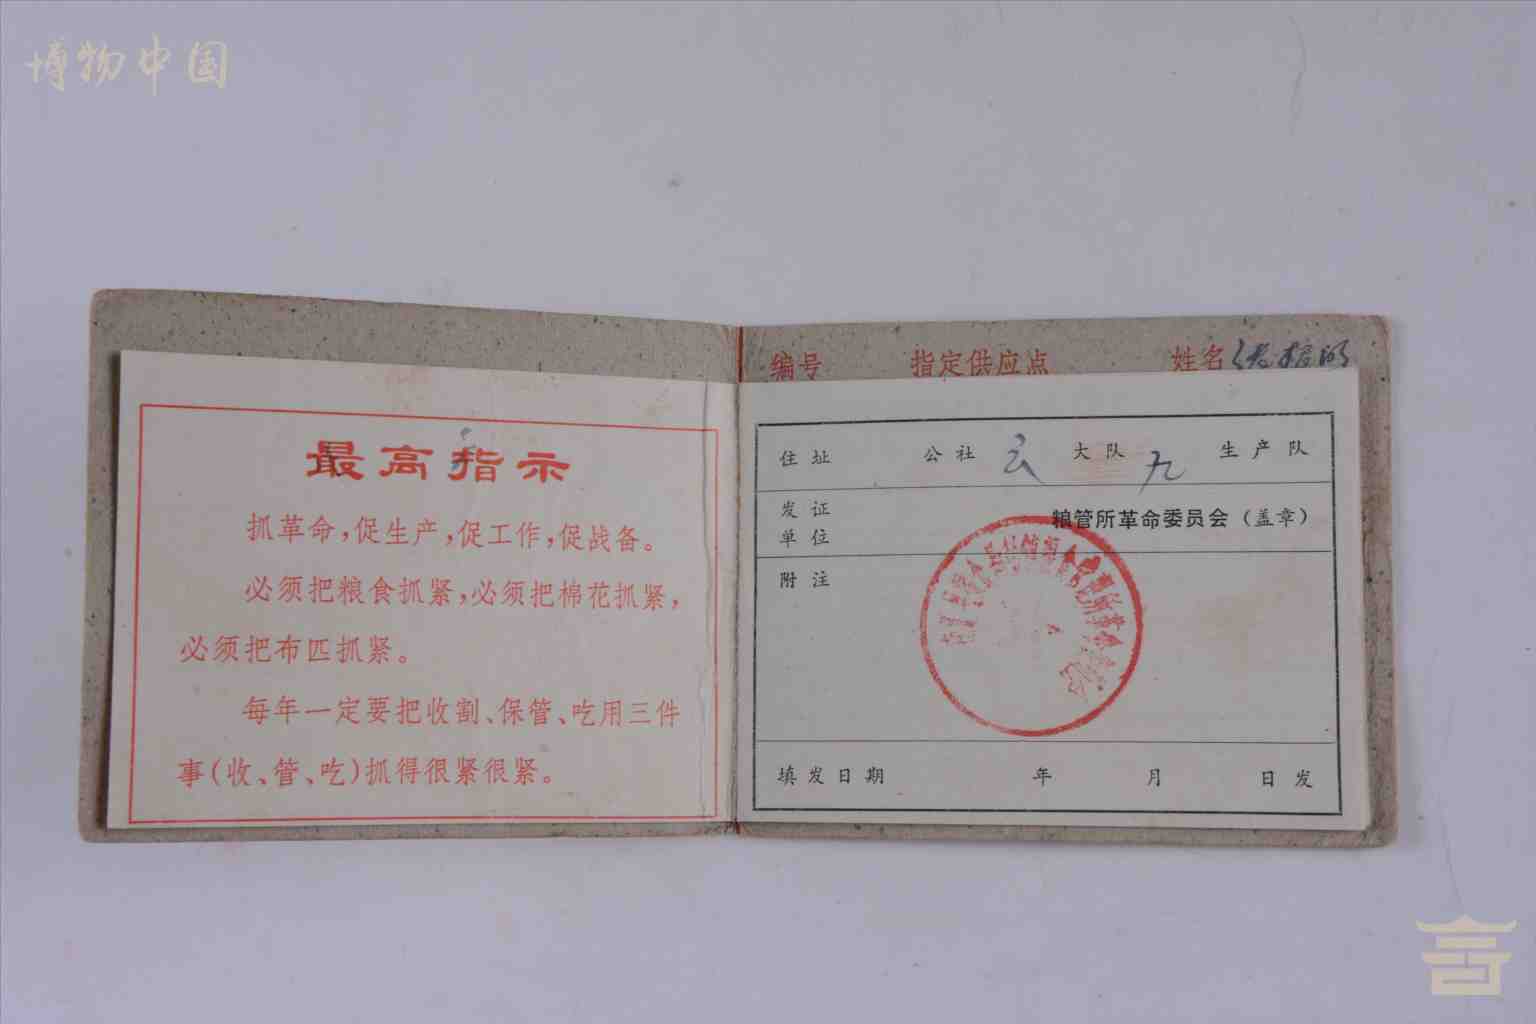 博物中国
最高指示
抓革命，促生产，促工作，促战备。
必须把粮食抓紧，必须把棉花抓紧，
必须把布匹抓紧。
每年一定要把收割、保管、吃用三件
事(收、管、吃)抓得很紧很紧。
编号 指定供应点 姓名
住址 公社 大队 九 生产队
发证
单位
粮管所革命委员会（盖章）
附注
填发日期 年 月 日发